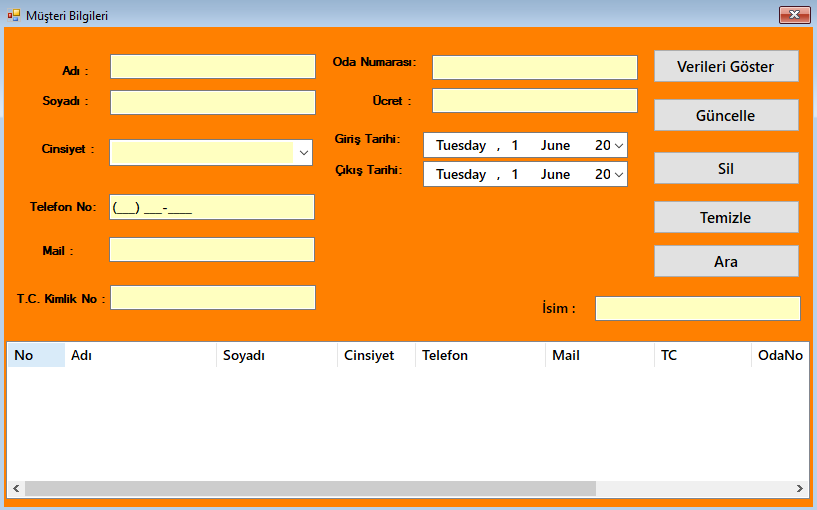 Müşteri Bilgileri
Adı :
Soyadı :
Cinsiyet :
Telefon No:
(___) ___-____
Mail :
T.C. Kimlik No :
Oda Numarası:
Ücret :
Giriş Tarihi:
Tuesday , 1 June 20
Çıkış Tarihi:
Tuesday , 1 June 20
Verileri Göster
Güncelle
Sil
Temizle
Ara
İsim :
No Adı Soyadı Cinsiyet Telefon Mail TC OdaNo